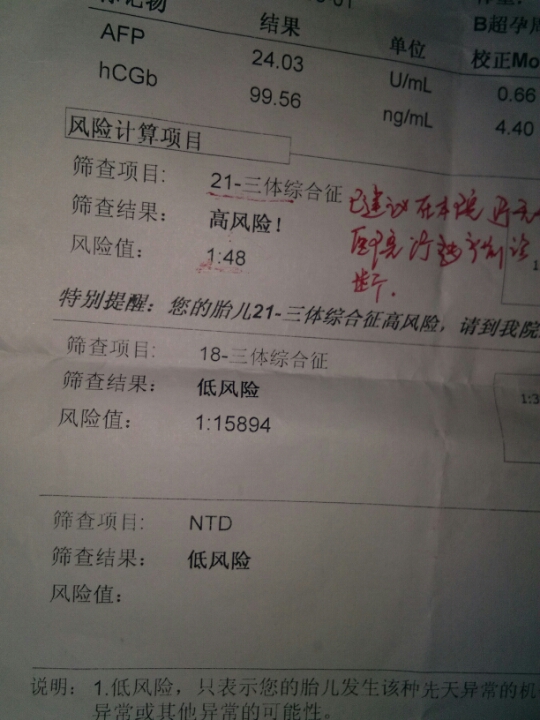 标记物 结果 单位 B超孕周
校正Mo
AFP 24.03 U/mL 0.66
hCGb 99.56 ng/mL 4.40
风险计算项目
筛查项目: 21-三体综合征
筛查结果: 高风险!
风险值: 1:48
已建议在本院
医院行
断.
特别提醒: 您的胎儿21-三体综合征高风险, 请到我院
筛查项目: 18-三体综合征
筛查结果: 低风险
风险值: 1:15894
筛查项目: NTD
筛查结果: 低风险
风险值:
说明: 1.低风险, 只表示您的胎儿发生该种先天异常的机
异常或其他异常的可能性。